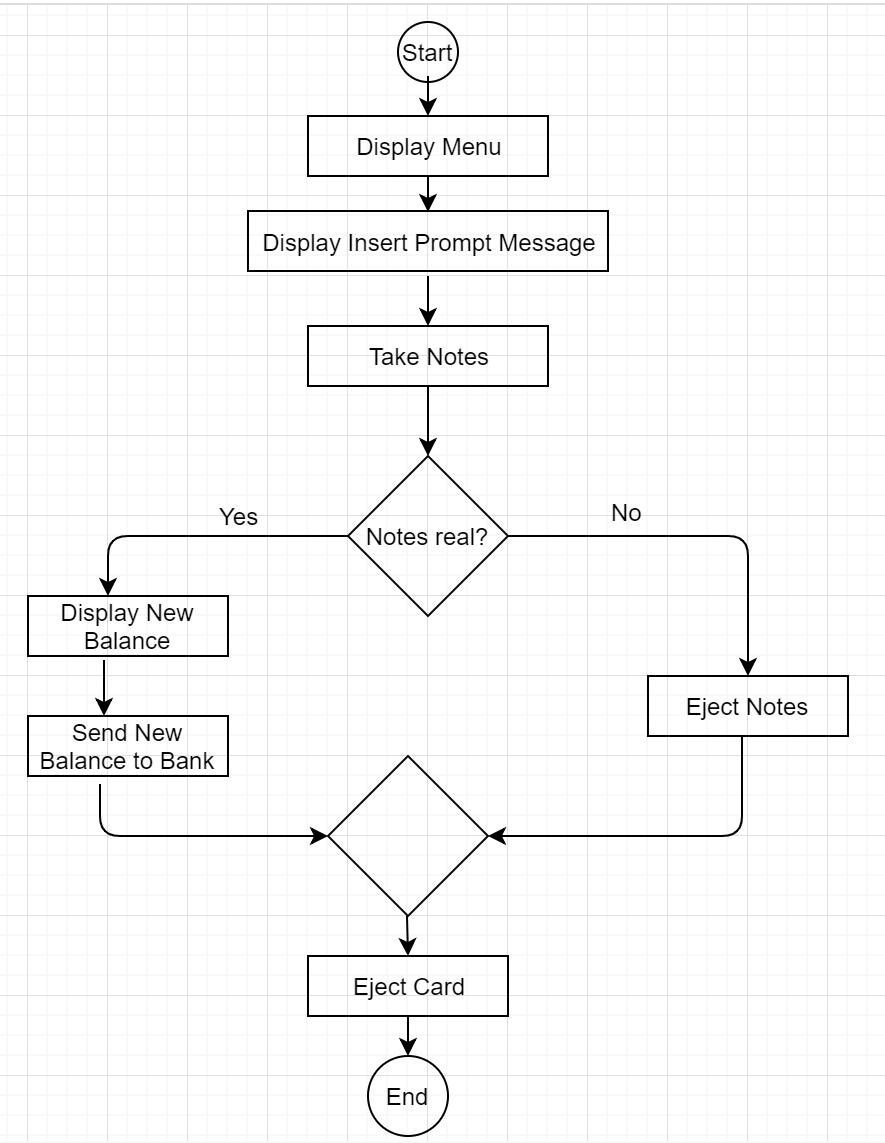 Start
Display Menu
Display Insert Prompt Message
Take Notes
Notes real?
Yes
No
Display New
Balance
Send New
Balance to Bank
Eject Notes
Eject Card
End